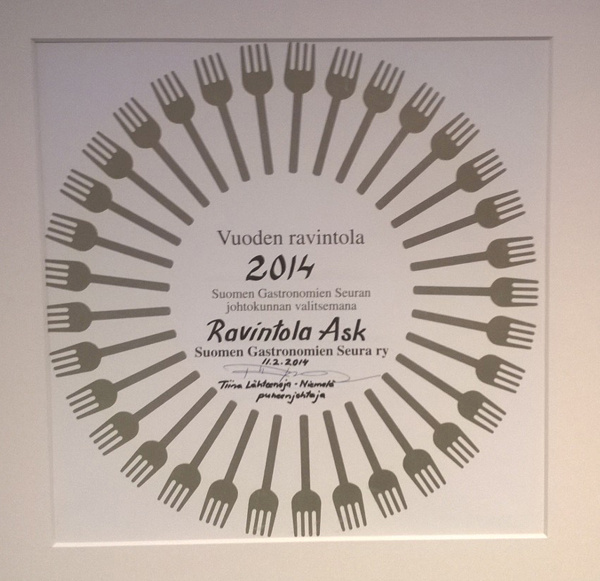 Vuoden ravintola
2014
Suomen Gastronomien Seuran
johtokunnan valitsemana
Ravintola Ask
Suomen Gastronomien Seura ry
11.2.2014
Tiina Lähteenoja-Niemelä
puheenjohtaja